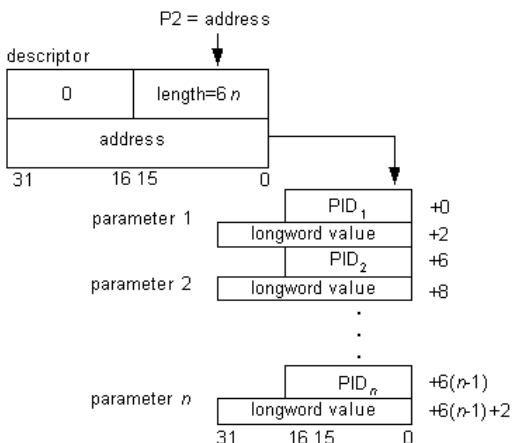 P2 = address
descriptor
0 length=6n
address
31 16 15 0
PID1 +0
parameter 1
longword value +2
PID2 +6
parameter 2
longword value +8
.
.
.
PIDn +6(n-1)
parameter n
longword value +6(n-1)+2
31 16 15 0